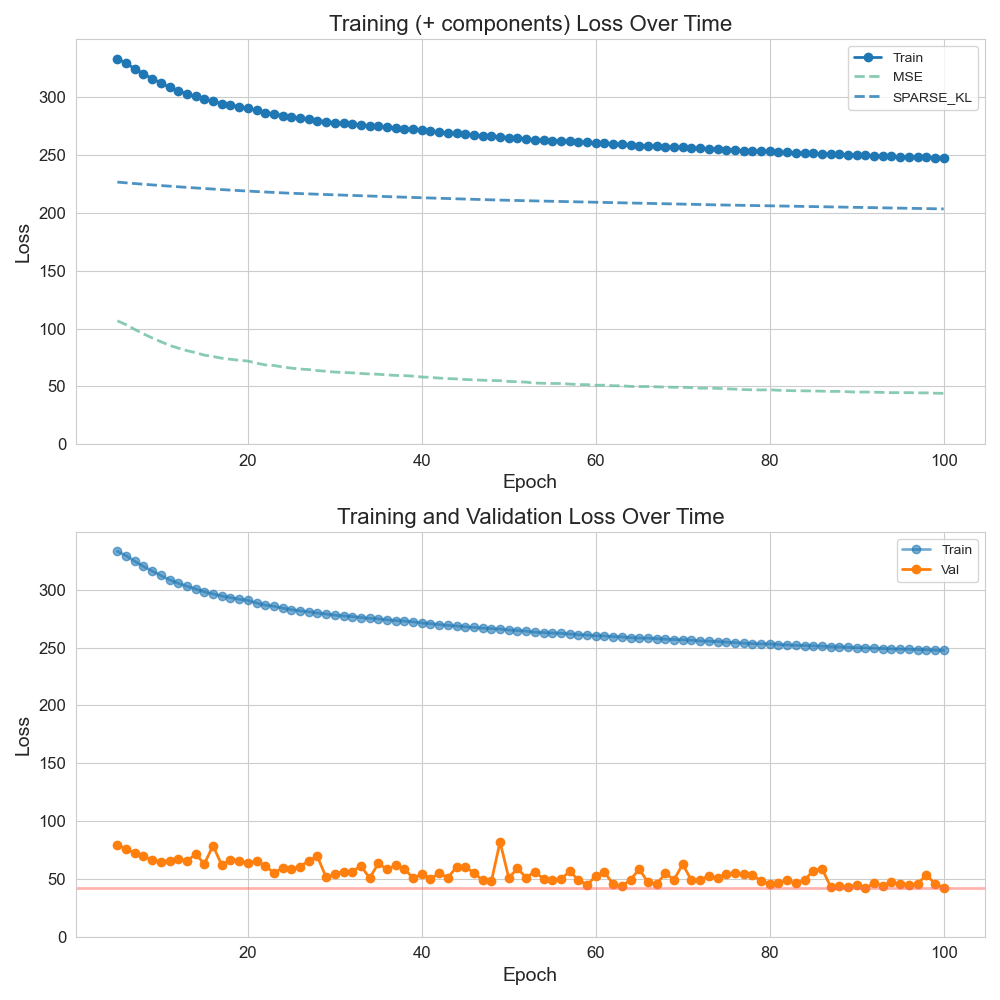 Training (+ components) Loss Over Time
Train
MSE
SPARSE_KL
300
250
200
150
100
50
0
Loss
20 40 60 80 100
Epoch
Training and Validation Loss Over Time
Train
Val
300
250
200
150
100
50
0
Loss
20 40 60 80 100
Epoch